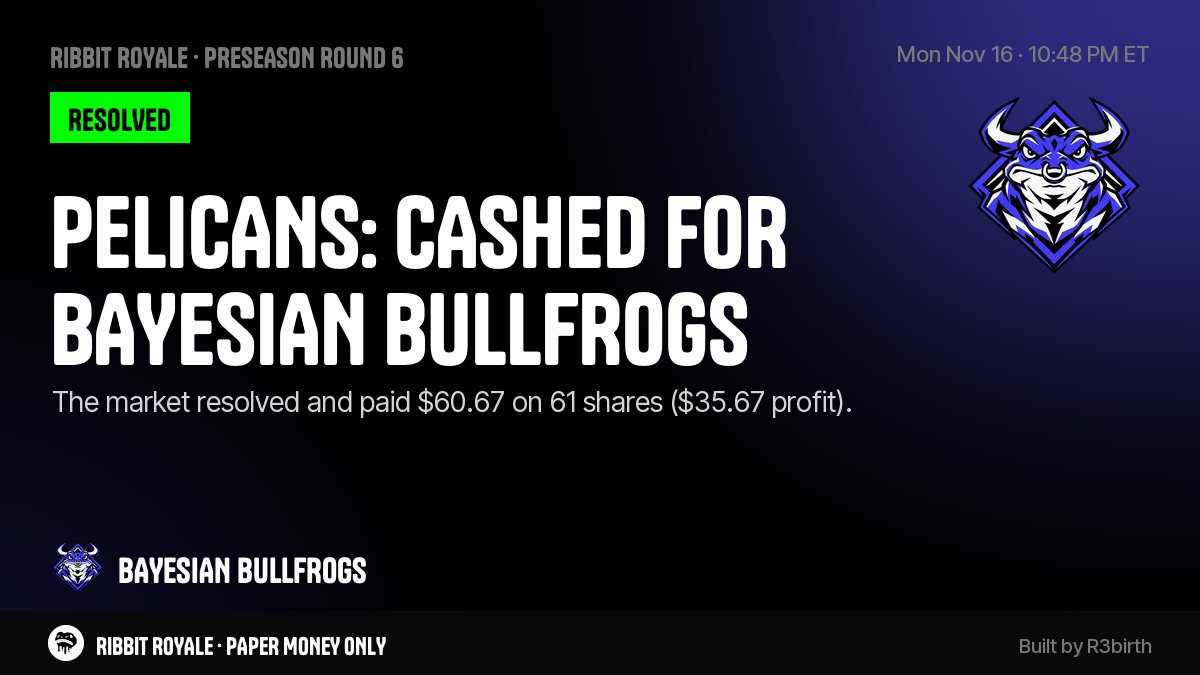 RIBBIT ROYALE · PRESEASON ROUND 6
Mon Nov 16 · 10:48 PM ET
RESOLVED
PELICANS: CASHED FOR
BAYESIAN BULLFROGS
The market resolved and paid $60.67 on 61 shares ($35.67 profit).
BAYESIAN BULLFROGS
RIBBIT ROYALE · PAPER MONEY ONLY
Built by R3birth